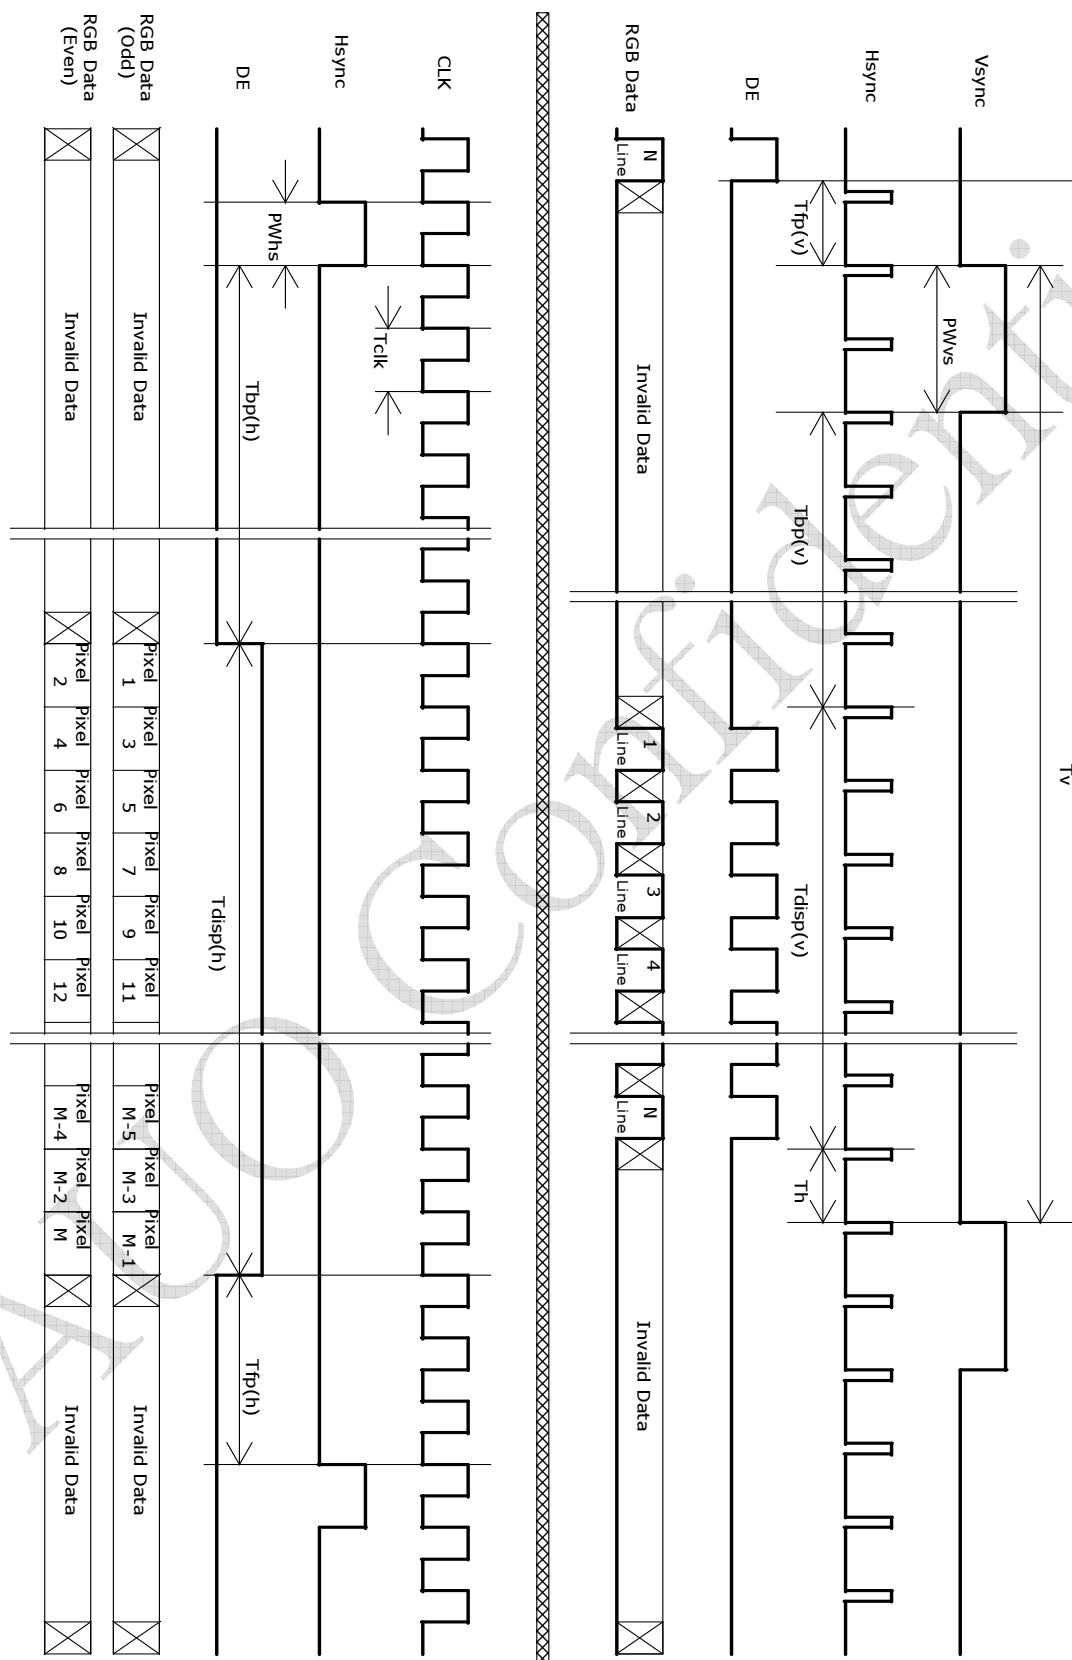 Tv
Vsync
Tfp(v)
PWvs
Tbp(v)
Tdisp(v)
Th
Hsync
DE
RGB Data
N
Line
Invalid Data
1
Line
2
Line
3
Line
4
Line
N
Line
Invalid Data
CLK
Tclk
Hsync
PWhs
Tbp(h)
Tdisp(h)
Tfp(h)
DE
RGB Data
(Odd)
Invalid Data
Pixel
1
Pixel
3
Pixel
5
Pixel
7
Pixel
9
Pixel
11
Pixel
M-5
Pixel
M-3
Pixel
M-1
Invalid Data
RGB Data
(Even)
Invalid Data
Pixel
2
Pixel
4
Pixel
6
Pixel
8
Pixel
10
Pixel
12
Pixel
M-4
Pixel
M-2
Pixel
M
Invalid Data
AUO Confidenti